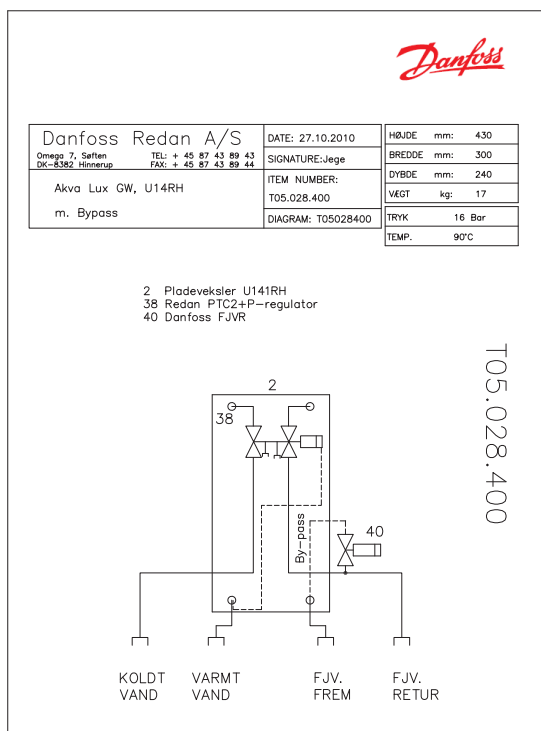 Danfoss
Danfoss Redan A/S
Omega 7, Søften TEL: + 45 87 43 89 43
DK-8382 Hinnerup FAX: + 45 87 43 89 44
Akva Lux GW, U14RH
m. Bypass
DATE: 27.10.2010
SIGNATURE:Jege
ITEM NUMBER:
T05.028.400
DIAGRAM: T05028400
HØJDE mm: 430
BREDDE mm: 300
DYBDE mm: 240
VÆGT kg: 17
TRYK 16 Bar
TEMP. 90°C
2 Pladeveksler U141RH
38 Redan PTC2+P-regulator
40 Danfoss FJVR
T05.028.400
2
38
By-pass
40
KOLDT VAND
VARMT VAND
FJV. FREM
FJV. RETUR